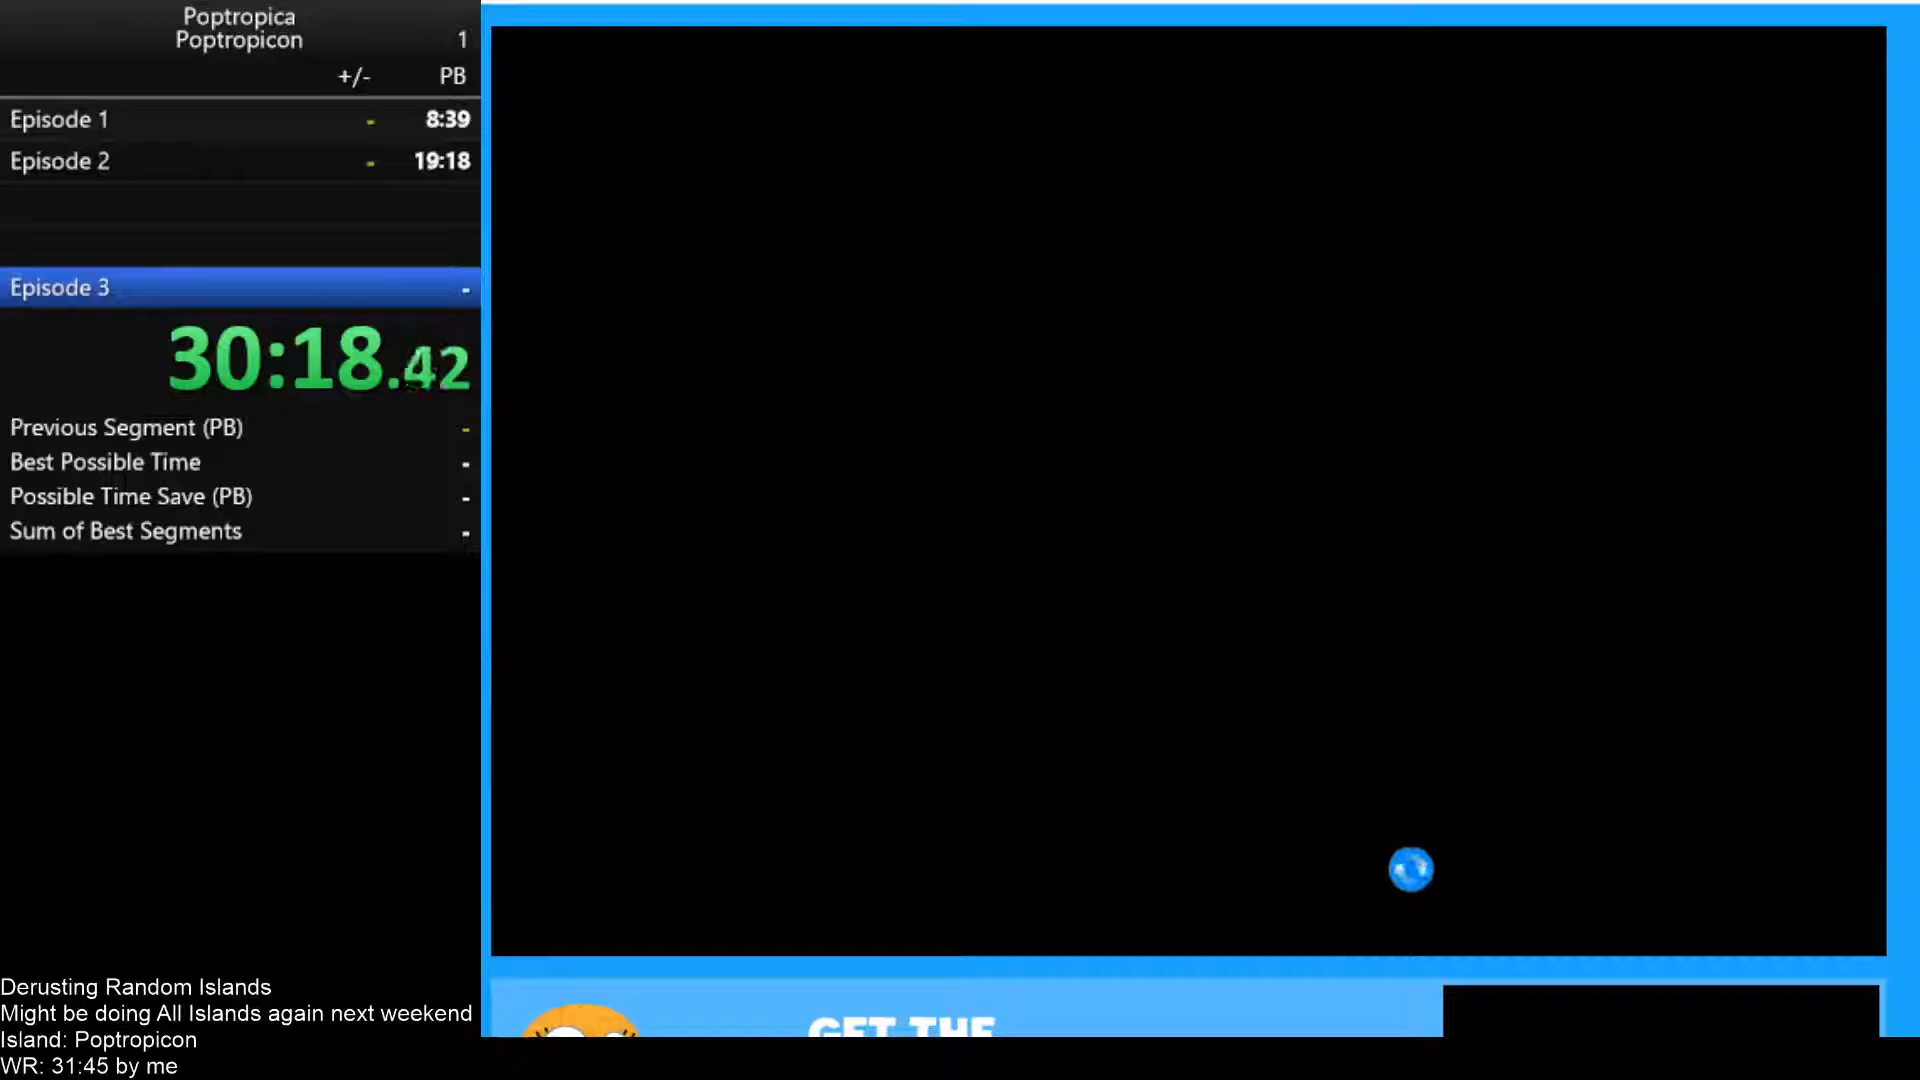 Poptropica
Poptropicon 1
+/- PB
Episode 1 - 8:39
Episode 2 - 19:18
Episode 3 -
30:18.42
Previous Segment (PB) -
Best Possible Time -
Possible Time Save (PB) -
Sum of Best Segments -
Derusting Random Islands
Might be doing All Islands again next weekend
Island: Poptropicon
WR: 31:45 by me
GET THE